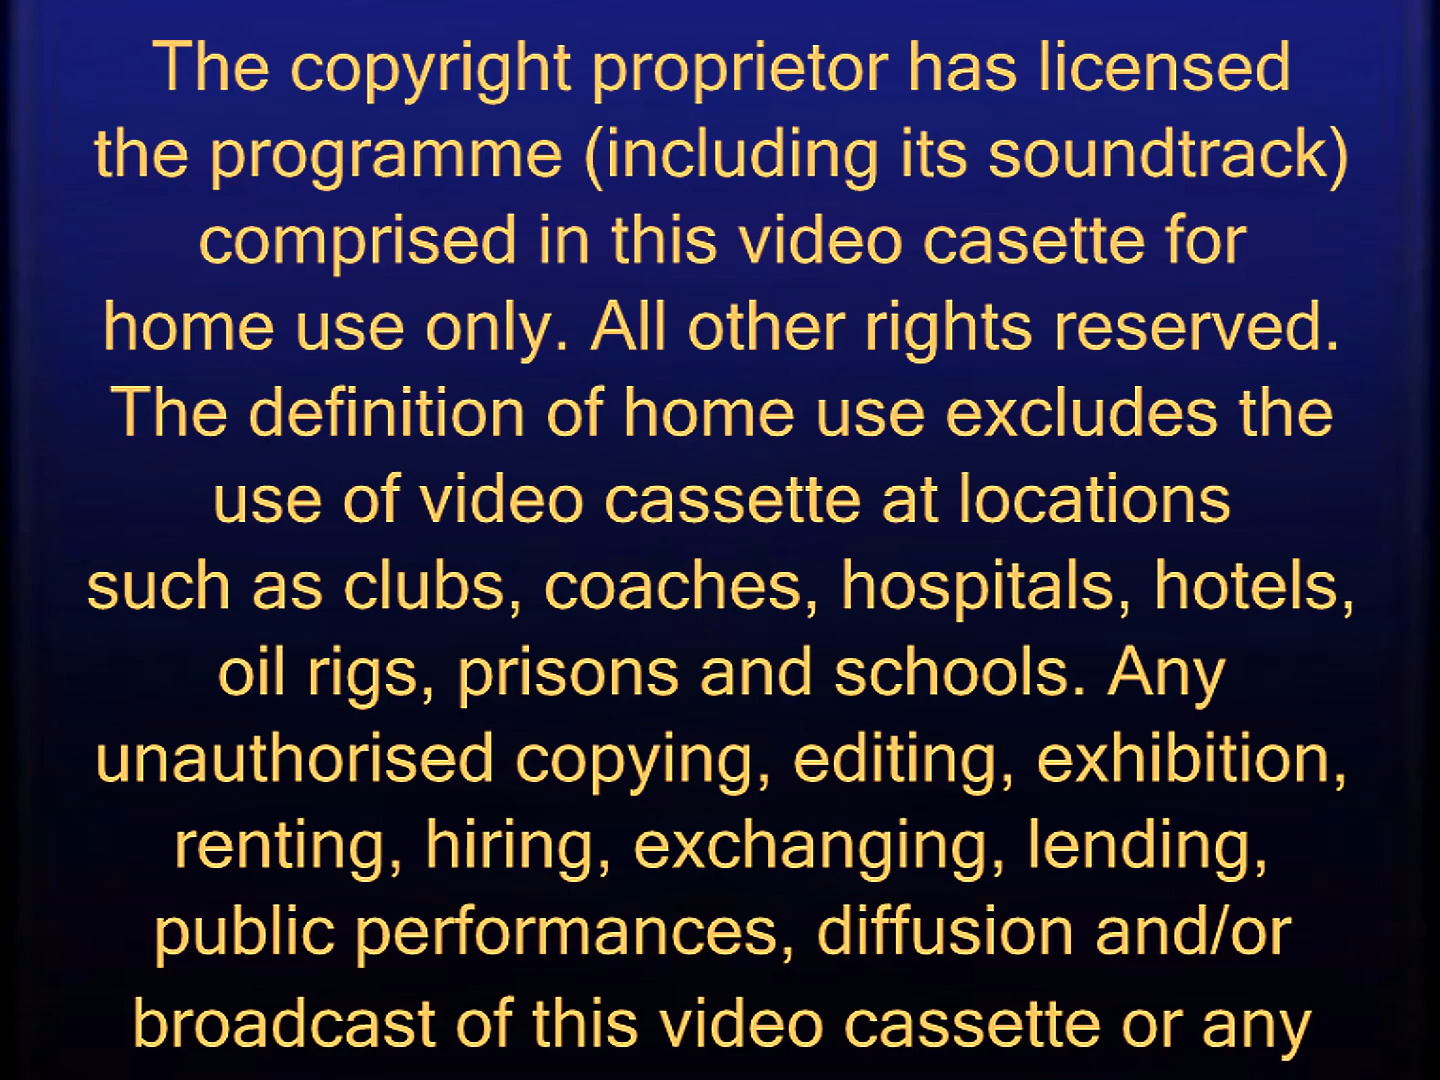 The copyright proprietor has licensed
the programme (including its soundtrack)
comprised in this video casette for
home use only. All other rights reserved.
The definition of home use excludes the
use of video cassette at locations
such as clubs, coaches, hospitals, hotels,
oil rigs, prisons and schools. Any
unauthorised copying, editing, exhibition,
renting, hiring, exchanging, lending,
public performances, diffusion and/or
broadcast of this video cassette or any